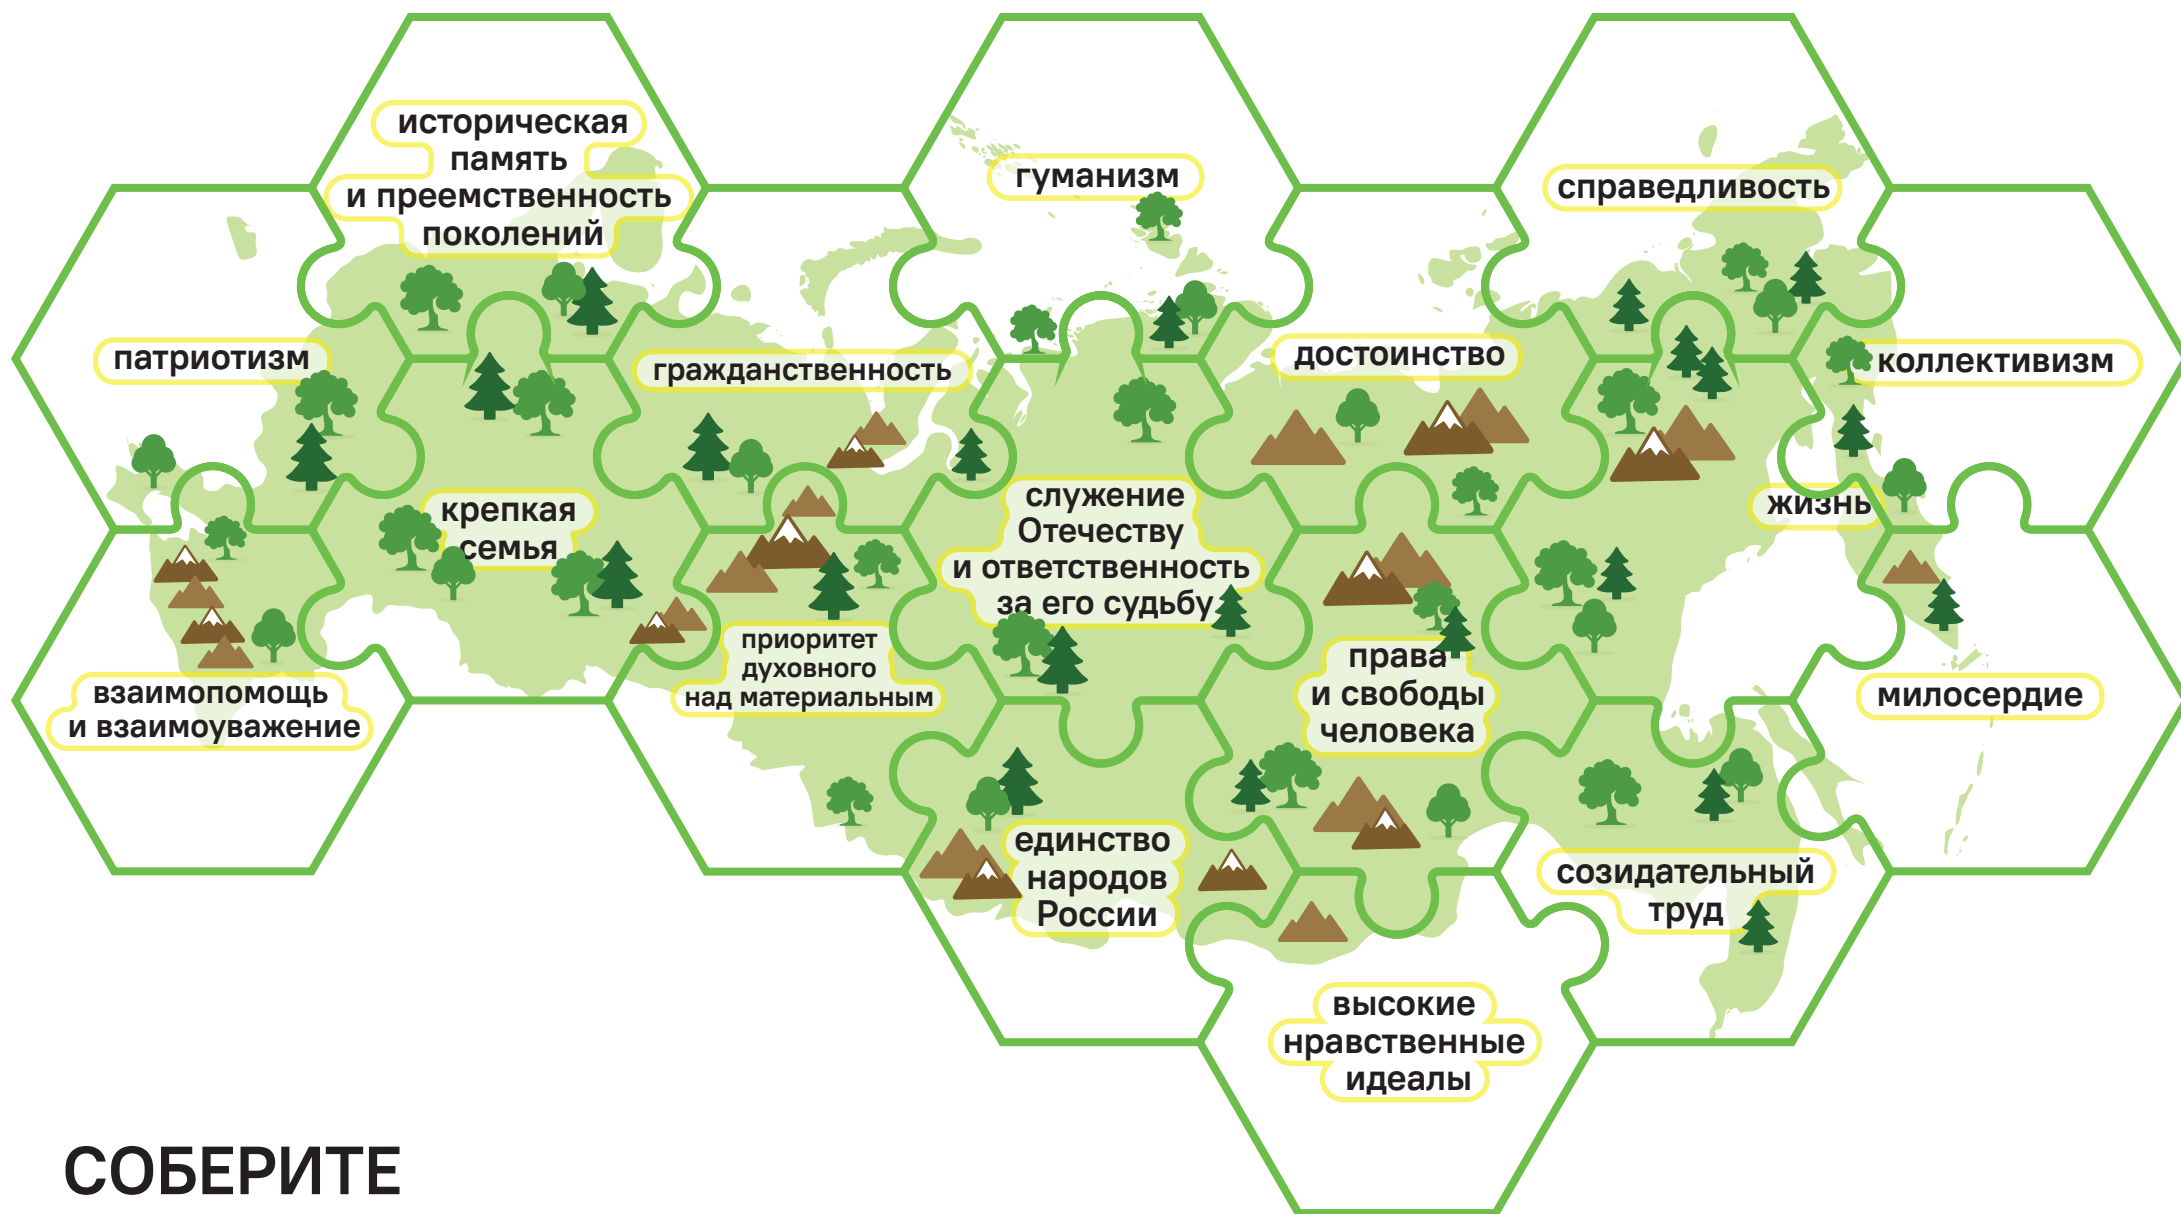 историческая
память
и преемственность
поколений
гуманизм
справедливость
патриотизм
гражданственность
достоинство
коллективизм
крепкая
семья
служение
Отечеству
и ответственность
за его судьбу
жизнь
взаимопомощь
и взаимоуважение
приоритет
духовного
над материальным
права
и свободы
человека
милосердие
единство
народов
России
созидательный
труд
высокие
нравственные
идеалы
СОБЕРИТЕ